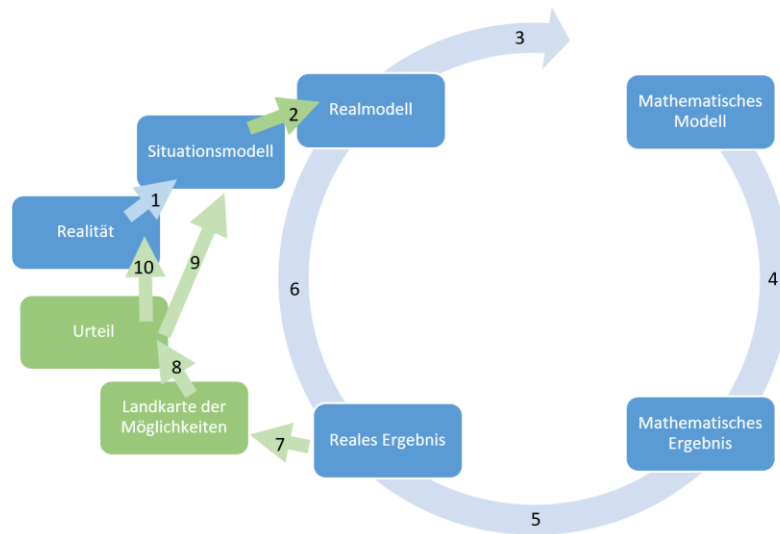 3
Realmodell
Mathematisches
Modell
2
Situationsmodell
1
Realität
10
9
6
4
Urteil
8
Landkarte der
Möglichkeiten
7
Reales Ergebnis
Mathematisches
Ergebnis
5